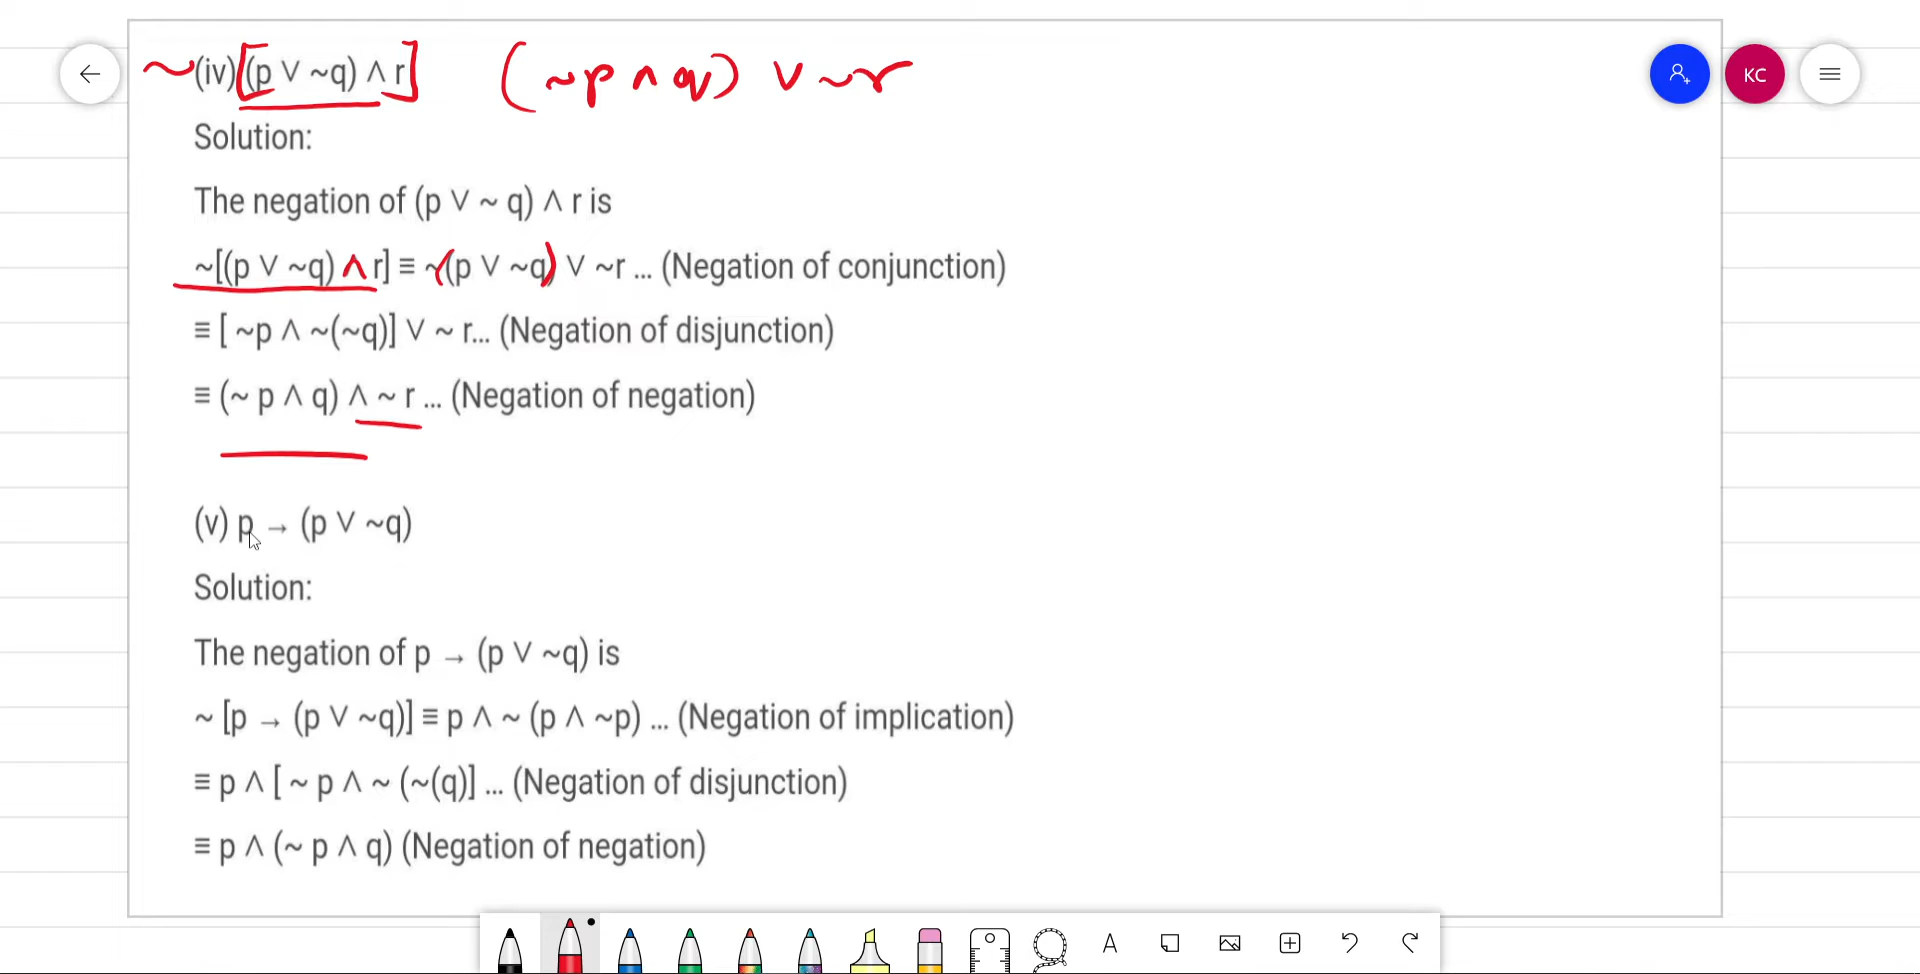 ~(iv)[(p ∨ ~q) ∧ r] (~p ∧ q) ∨ ~r
KC
Solution:
The negation of (p ∨ ~ q) ∧ r is
~[(p ∨ ~q) ∧ r] ≡ ~(p ∨ ~q) ∨ ~r ... (Negation of conjunction)
≡ [ ~p ∧ ~(~q)] ∨ ~ r... (Negation of disjunction)
≡ (~ p ∧ q) ∧ ~ r ... (Negation of negation)
(v) p → (p ∨ ~q)
Solution:
The negation of p → (p ∨ ~q) is
~ [p → (p ∨ ~q)] ≡ p ∧ ~ (p ∧ ~p) ... (Negation of implication)
≡ p ∧ [ ~ p ∧ ~ (~(q)] ... (Negation of disjunction)
≡ p ∧ (~ p ∧ q) (Negation of negation)
A